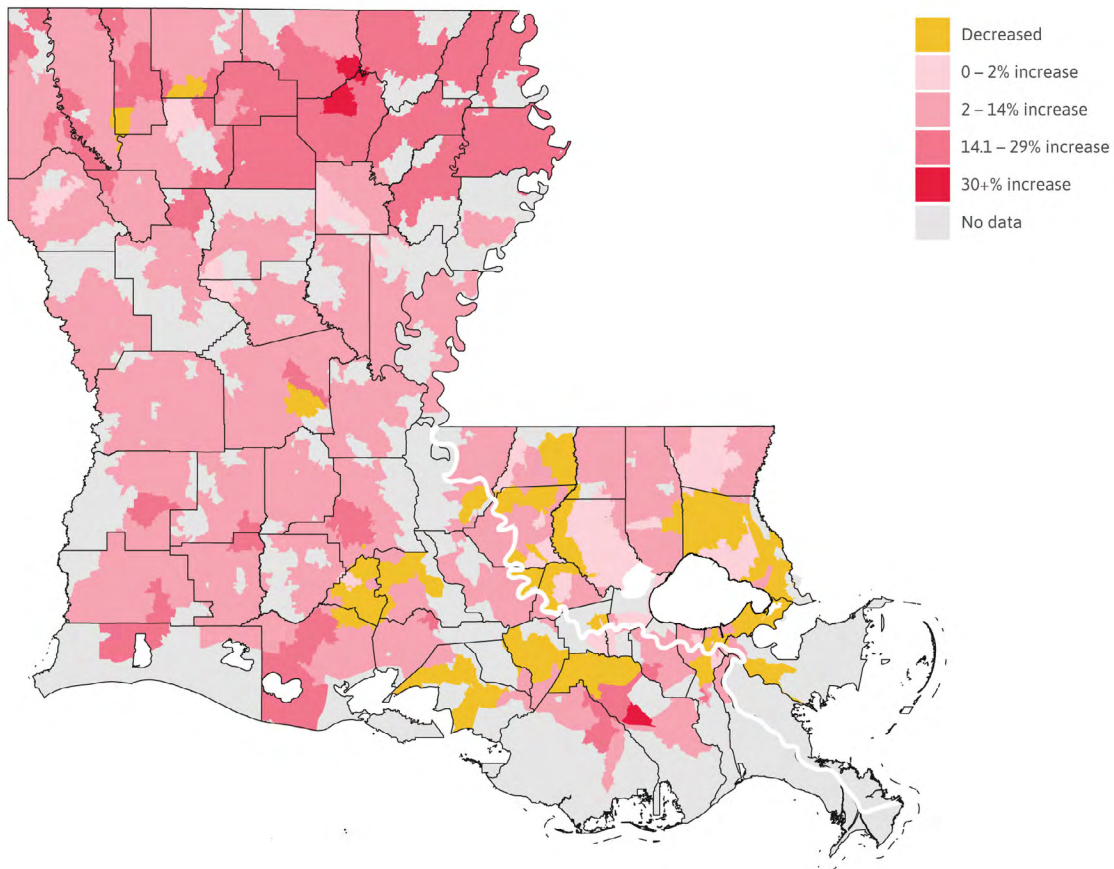 Decreased
0 – 2% increase
2 – 14% increase
14.1 – 29% increase
30+% increase
No data